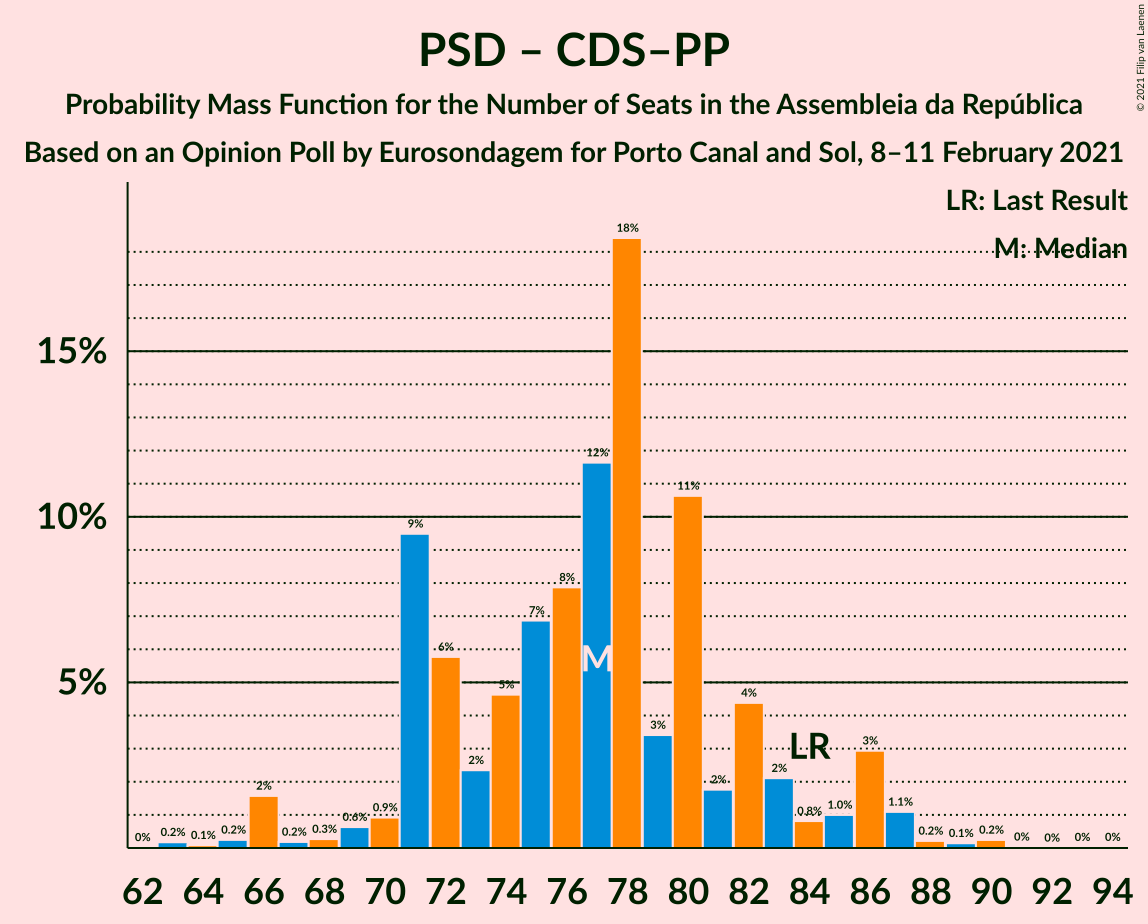 PSD – CDS–PP
Probability Mass Function for the Number of Seats in the Assembleia da República
Based on an Opinion Poll by Eurosondagem for Porto Canal and Sol, 8–11 February 2021
© 2021 Filip van Laenen
LR: Last Result
M: Median
15%
10%
5%
0% 0.2% 0.1% 0.2% 2% 0.2% 0.3% 0.6% 0.9% 9% 6% 2% 5% 7% 8% 12% 18% 3% 11% 2% 4% 2% 0.8% 1.0% 3% 1.1% 0.2% 0.1% 0.2% 0% 0% 0% 0%
M
LR
62 64 66 68 70 72 74 76 78 80 82 84 86 88 90 92 94